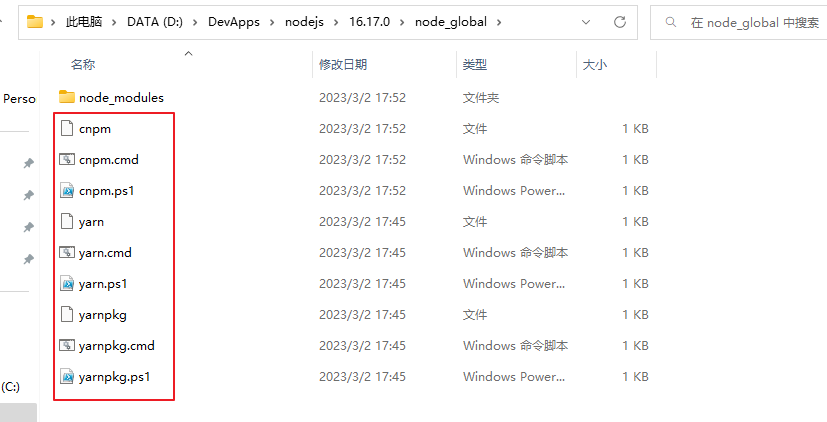 此电脑 > DATA (D:) > DevApps > nodejs > 16.17.0 > node_global >
在 node_global 中搜索
名称 修改日期 类型 大小
node_modules 2023/3/2 17:52 文件夹
Perso
cnpm 2023/3/2 17:52 文件 1 KB
cnpm.cmd 2023/3/2 17:52 Windows 命令脚本 1 KB
cnpm.ps1 2023/3/2 17:52 Windows Power... 1 KB
yarn 2023/3/2 17:45 文件 1 KB
yarn.cmd 2023/3/2 17:45 Windows 命令脚本 1 KB
yarn.ps1 2023/3/2 17:45 Windows Power... 1 KB
yarnpkg 2023/3/2 17:45 文件 1 KB
yarnpkg.cmd 2023/3/2 17:45 Windows 命令脚本 1 KB
yarnpkg.ps1 2023/3/2 17:45 Windows Power... 1 KB
(C:)